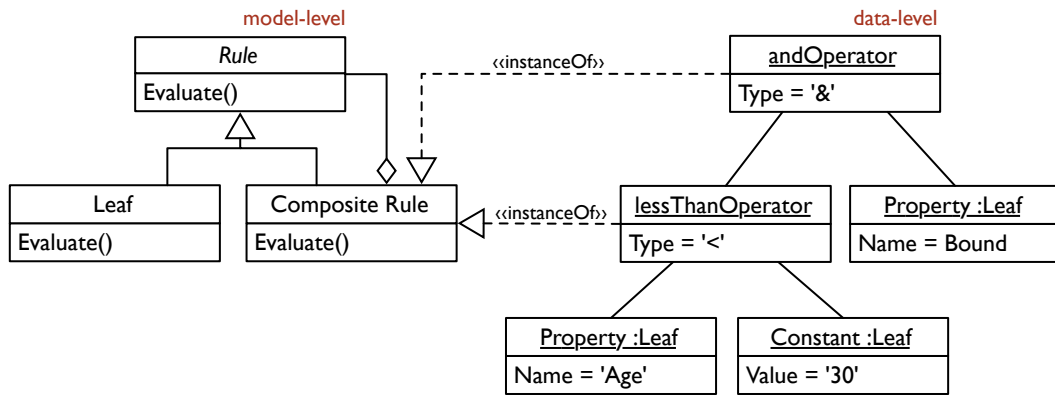 model-level
data-level
Rule
Evaluate()
‹‹instanceOf››
andOperator
Type = '&'
Leaf
Evaluate()
Composite Rule
Evaluate()
‹‹instanceOf››
lessThanOperator
Type = '<'
Property :Leaf
Name = Bound
Property :Leaf
Name = 'Age'
Constant :Leaf
Value = '30'